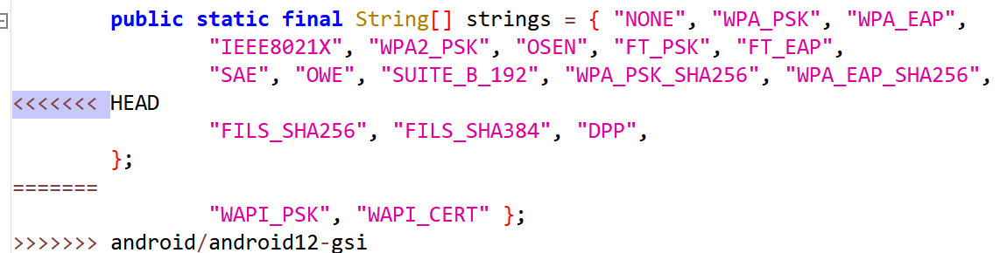 public static final String[] strings = { "NONE", "WPA_PSK", "WPA_EAP",
"IEEE8021X", "WPA2_PSK", "OSEN", "FT_PSK", "FT_EAP",
"SAE", "OWE", "SUITE_B_192", "WPA_PSK_SHA256", "WPA_EAP_SHA256",
<<<<<<< HEAD
"FILS_SHA256", "FILS_SHA384", "DPP",
};
=======
"WAPI_PSK", "WAPI_CERT" };
>>>>>>> android/android12-gsi